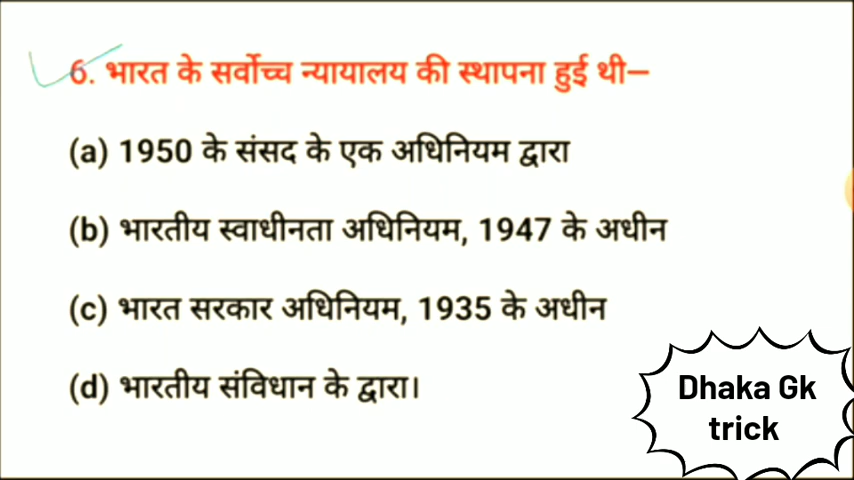 6. भारत के सर्वोच्च न्यायालय की स्थापना हुई थी–
(a) 1950 के संसद के एक अधिनियम द्वारा
(b) भारतीय स्वाधीनता अधिनियम, 1947 के अधीन
(c) भारत सरकार अधिनियम, 1935 के अधीन
(d) भारतीय संविधान के द्वारा।
Dhaka Gk
trick